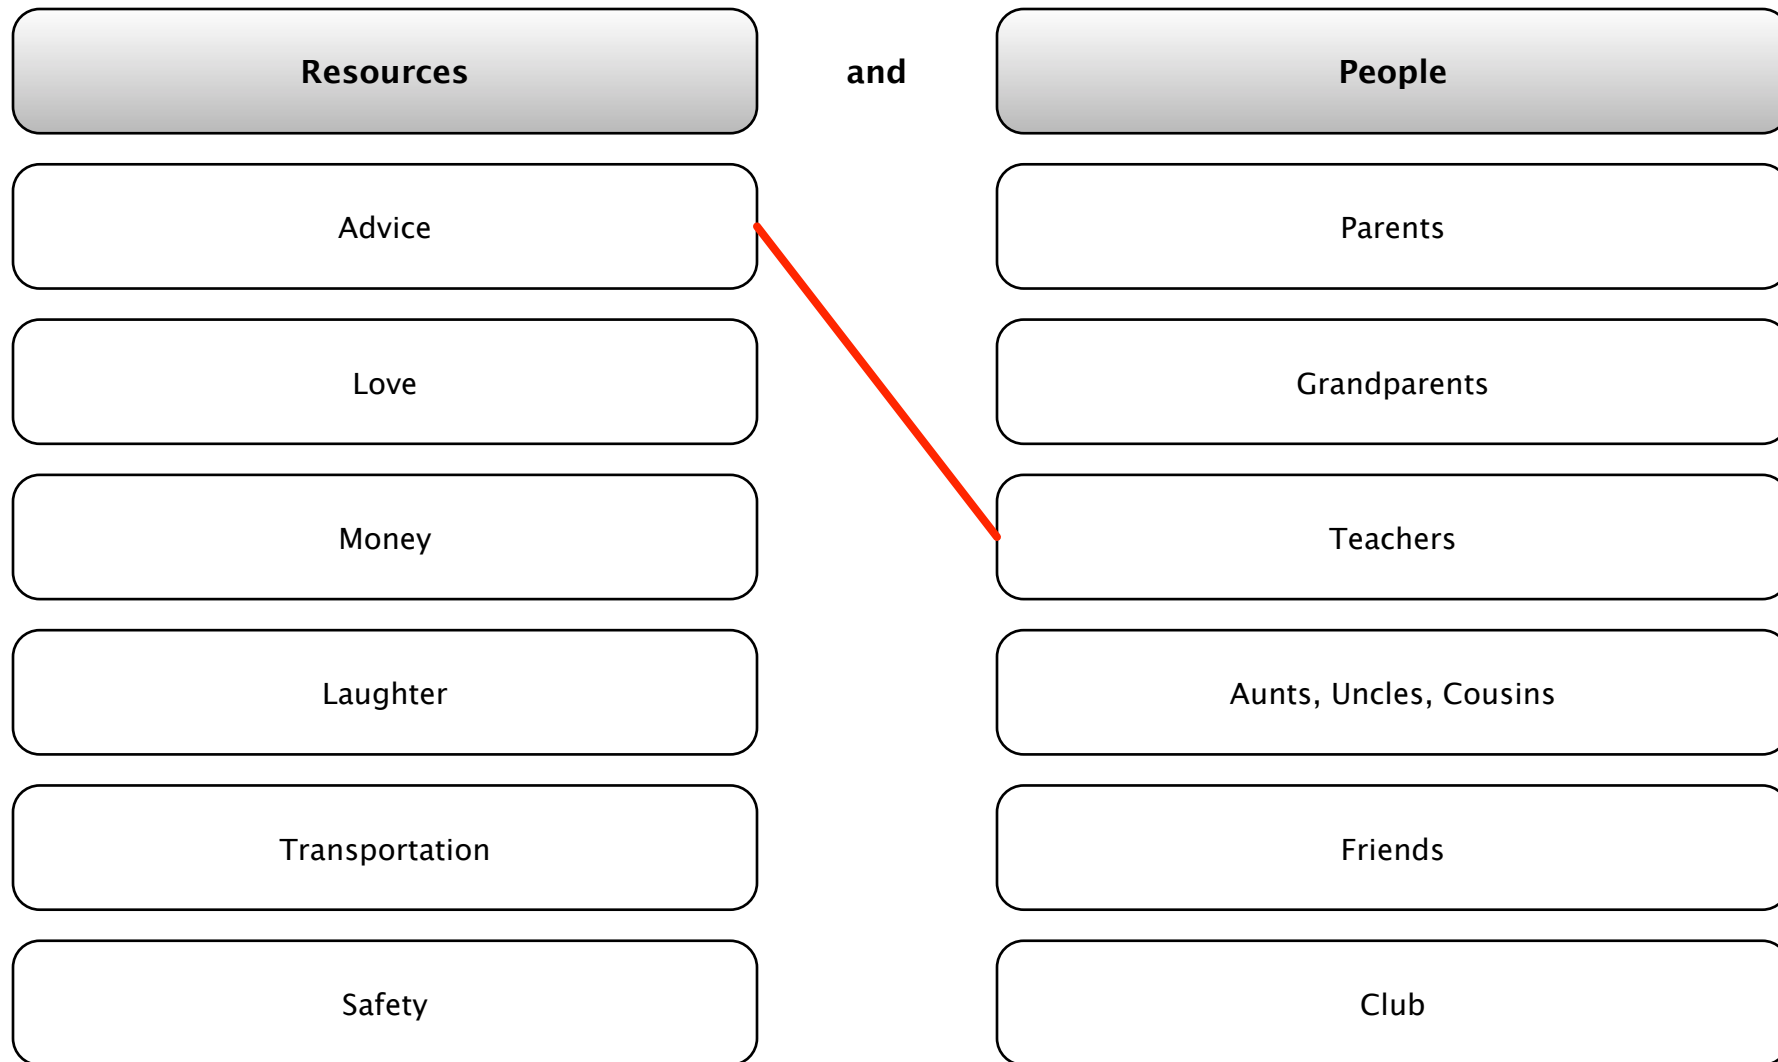 Resources and People
Advice Parents
Love Grandparents
Money Teachers
Laughter Aunts, Uncles, Cousins
Transportation Friends
Safety Club